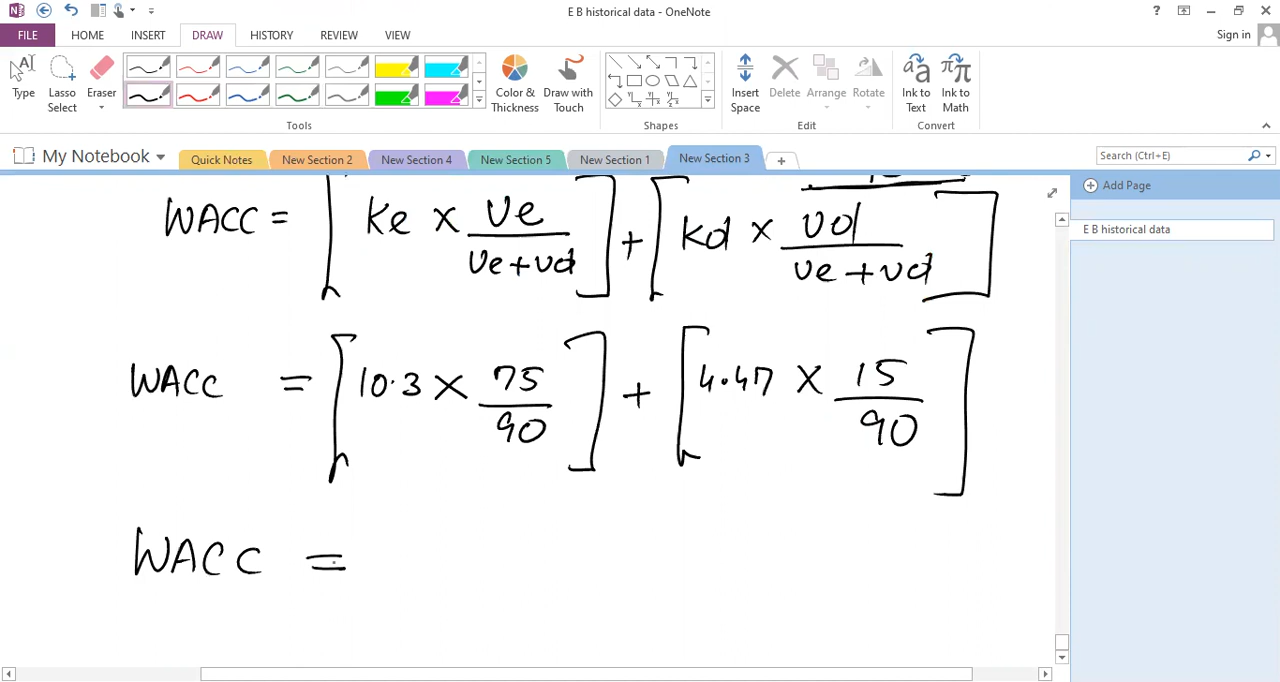 E B historical data - OneNote
?
Sign in
FILE HOME INSERT DRAW HISTORY REVIEW VIEW
Type Lasso Select Eraser Color & Thickness Draw with Touch Insert Space Delete Arrange Rotate Ink to Text Ink to Math
Tools Shapes Edit Convert
My Notebook Quick Notes New Section 2 New Section 4 New Section 5 New Section 1 New Section 3 Search (Ctrl+E)
Add Page
E B historical data
WACC = [ Ke × Ve / Ve+Vd ] + [ Kd × Vd / Ve+Vd ]
WACC = [ 10.3 × 75 / 90 ] + [ 4.47 × 15 / 90 ]
WACC =